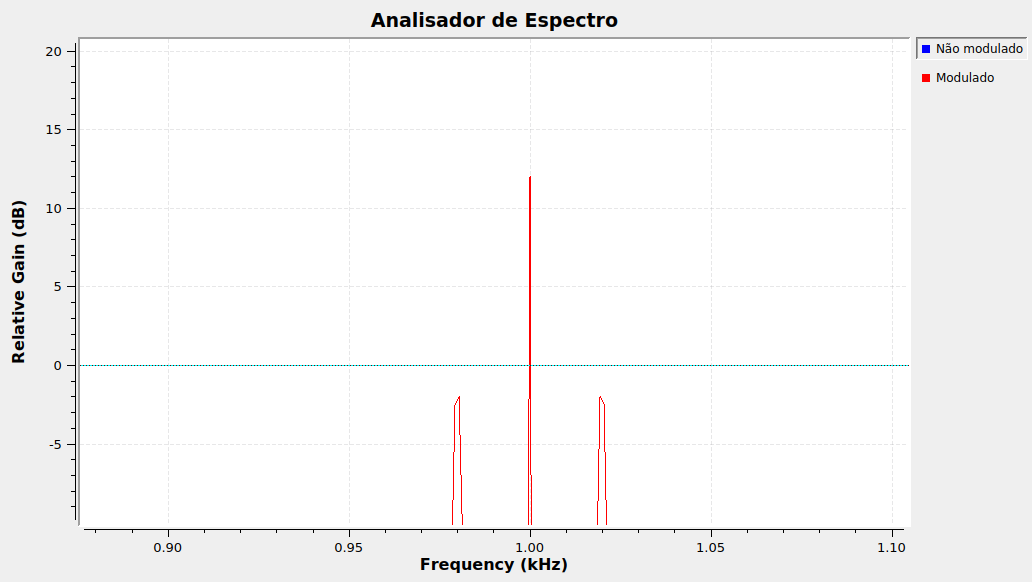 Analisador de Espectro
Não modulado
Modulado
Relative Gain (dB)
20
15
10
5
0
-5
0.90
0.95
1.00
1.05
1.10
Frequency (kHz)